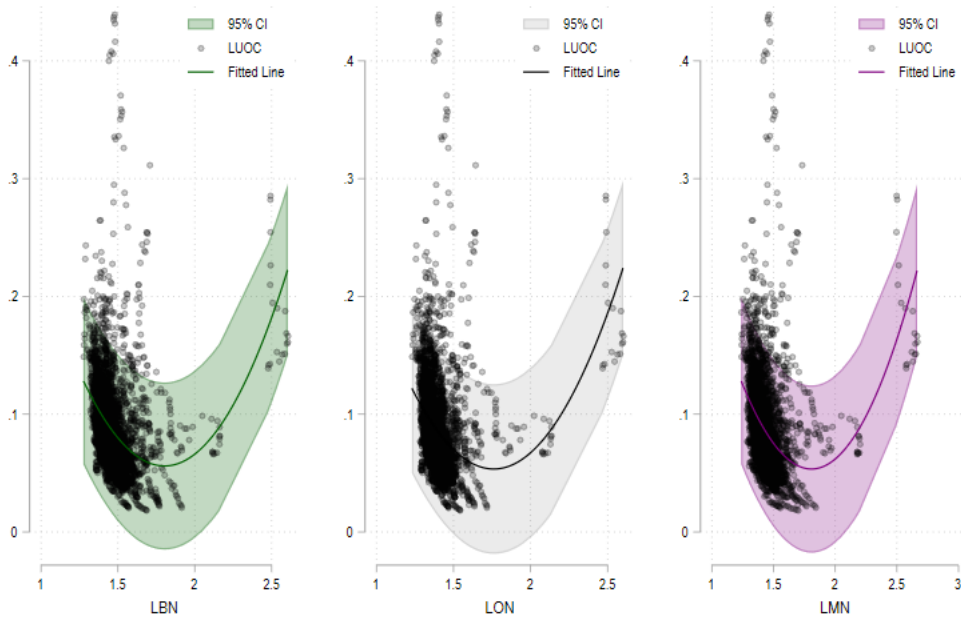 95% CI
LUOC
Fitted Line
.4
.3
.2
.1
0
1
1.5
2
2.5
LBN
95% CI
LUOC
Fitted Line
.4
.3
.2
.1
0
1
1.5
2
2.5
LON
95% CI
LUOC
Fitted Line
.4
.3
.2
.1
0
1
1.5
2
2.5
3
LMN